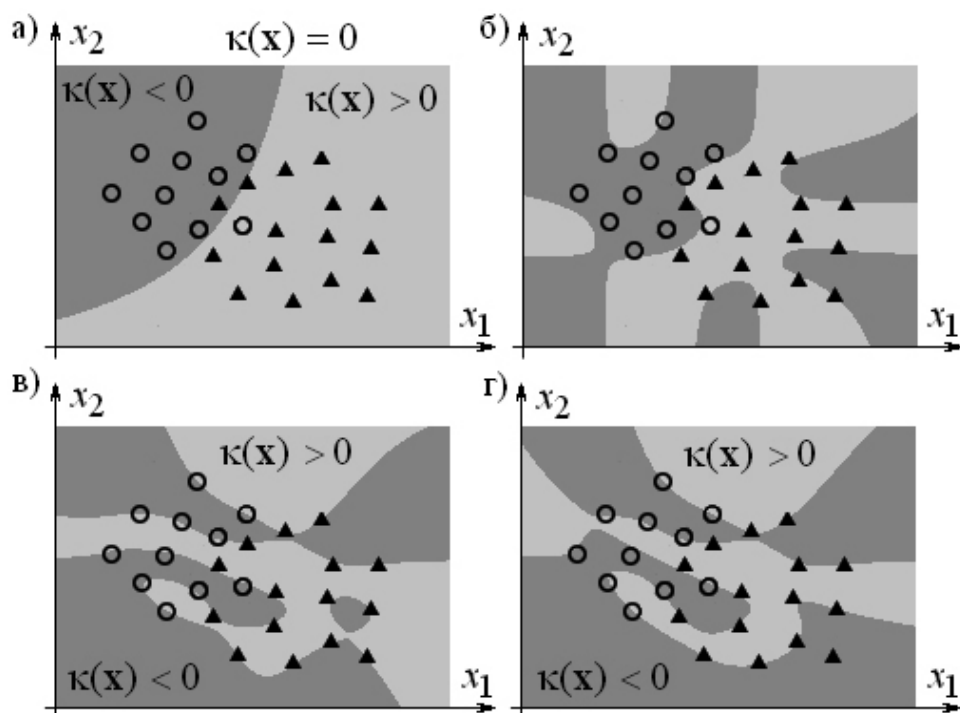 а) x2 κ(x) = 0
κ(x) < 0 κ(x) > 0
x1
б) x2
x1
в) x2
κ(x) > 0
κ(x) < 0 x1
г) x2
κ(x) > 0
κ(x) < 0 x1